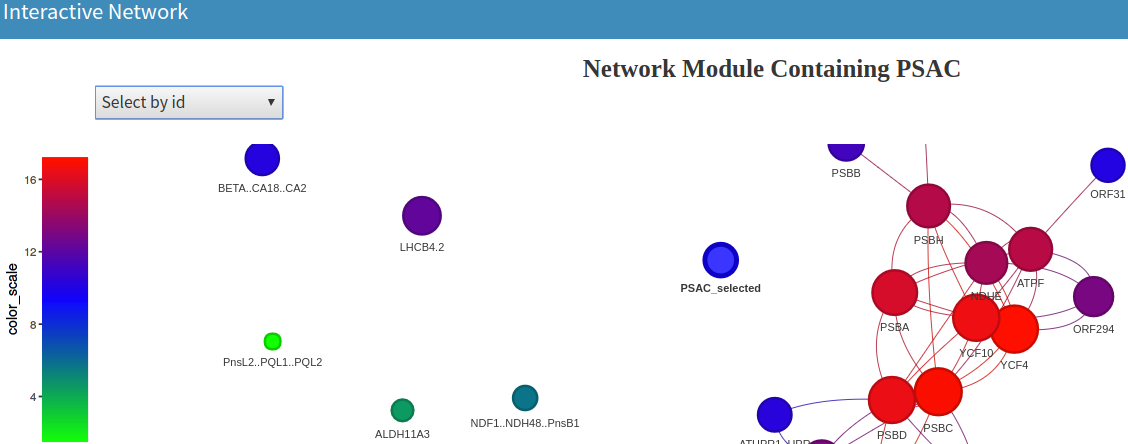 Interactive Network
Network Module Containing PSAC
Select by id
color_scale
16
12
8
4
BETA..CA18..CA2
LHCB4.2
PSBB
ORF31
PSBH
PSAC_selected
ATPF
NDHE
ORF294
PSBA
YCF10
YCF4
PnsL2..PQL1..PQL2
NDF1..NDH48..PnsB1
ALDH11A3
PSBD
PSBC